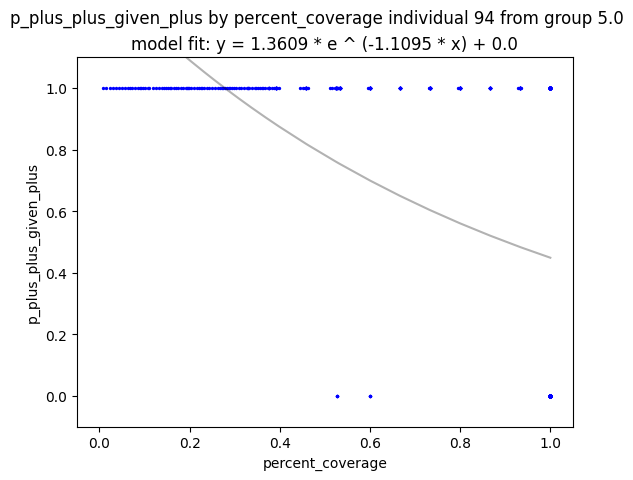 p_plus_plus_given_plus by percent_coverage individual 94 from group 5.0
model fit: y = 1.3609 * e ^ (-1.1095 * x) + 0.0
1.0
0.8
0.6
0.4
0.2
0.0
p_plus_plus_given_plus
0.0 0.2 0.4 0.6 0.8 1.0
percent_coverage